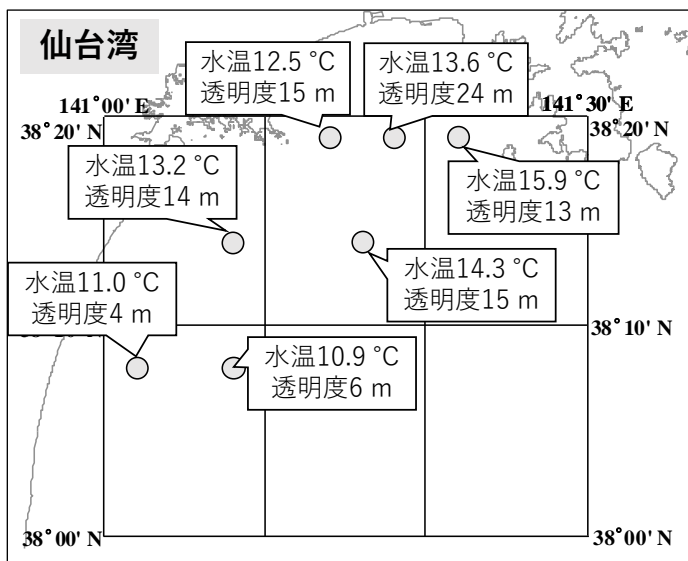 仙台湾
水温12.5 °C
透明度15 m
水温13.6 °C
透明度24 m
141°00' E
141°30' E
38°20' N
38°20' N
水温13.2 °C
透明度14 m
水温15.9 °C
透明度13 m
水温14.3 °C
透明度15 m
水温11.0 °C
透明度4 m
38°10' N
水温10.9 °C
透明度6 m
38°00' N
38°00' N